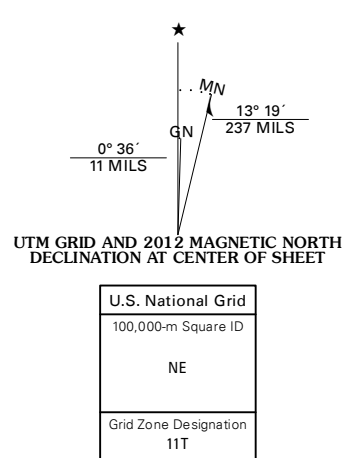 ★
MN
13° 19´
237 MILS
GN
0° 36´
11 MILS
UTM GRID AND 2012 MAGNETIC NORTH
DECLINATION AT CENTER OF SHEET
U.S. National Grid
100,000-m Square ID
NE
Grid Zone Designation
11T